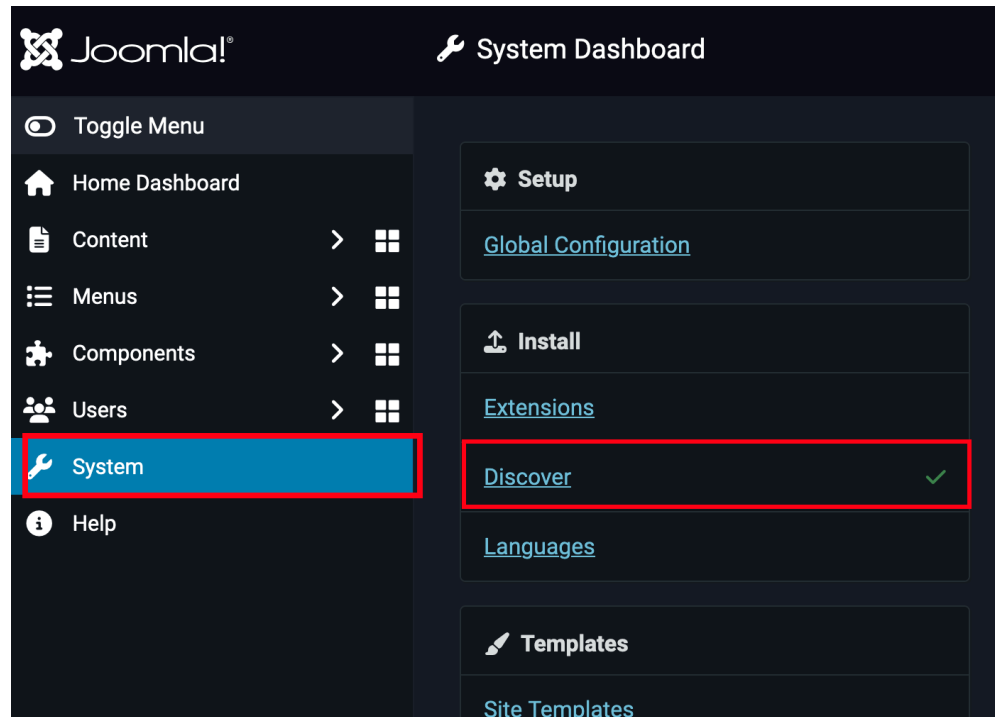 Joomla!®
System Dashboard
Toggle Menu
Home Dashboard
Content
Menus
Components
Users
System
Help
Setup
Global Configuration
Install
Extensions
Discover
Languages
Templates
Site Templates